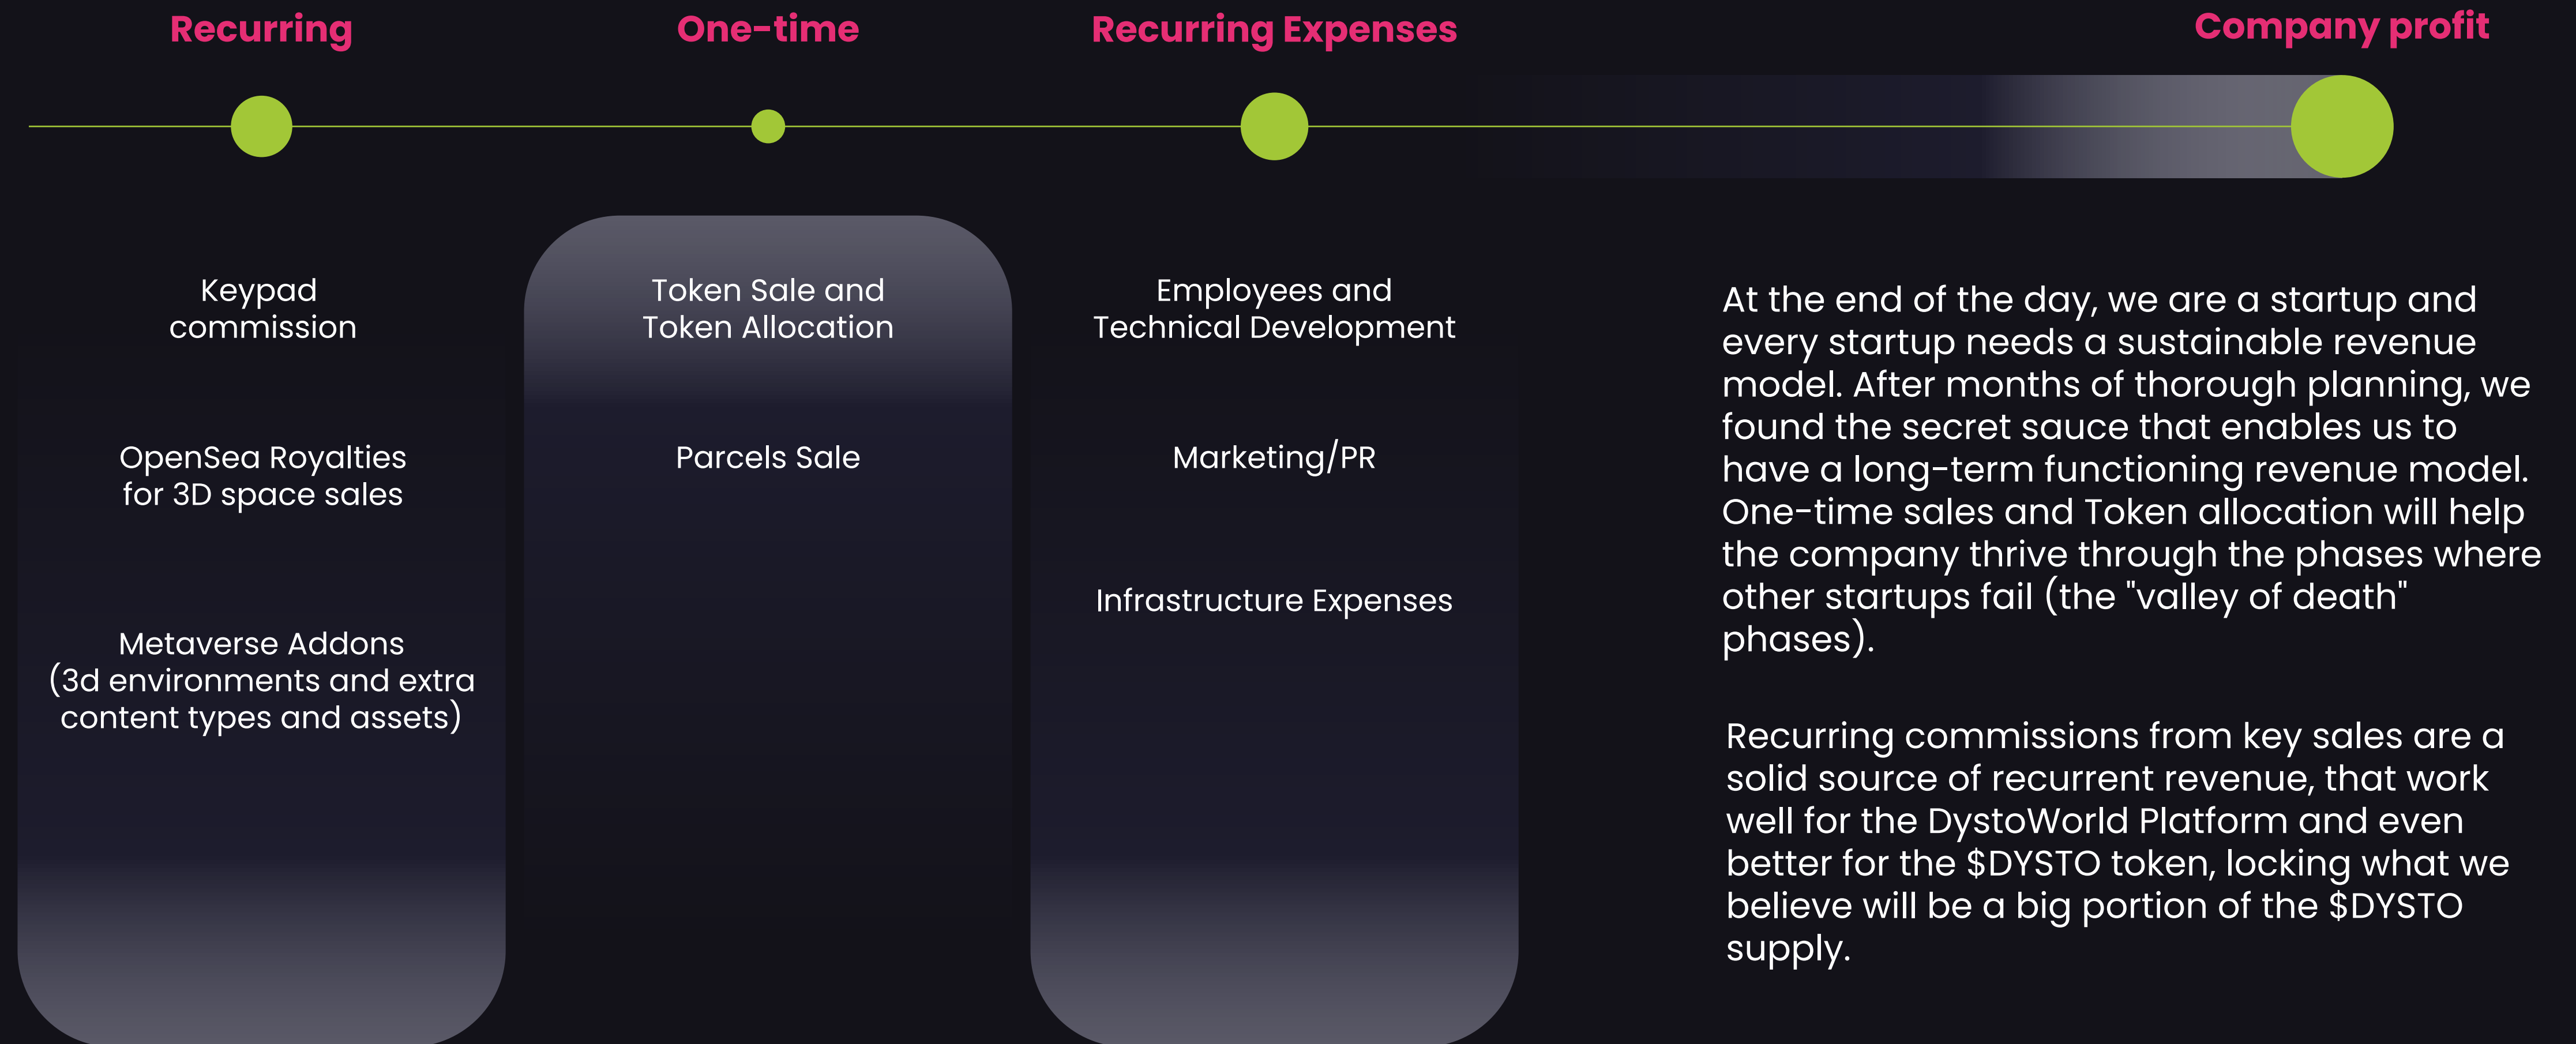 Recurring
One-time
Recurring Expenses
Company profit
Keypad
commission
OpenSea Royalties
for 3D space sales
Metaverse Addons
(3d environments and extra
content types and assets)
Token Sale and
Token Allocation
Parcels Sale
Employees and
Technical Development
Marketing/PR
Infrastructure Expenses
At the end of the day, we are a startup and
every startup needs a sustainable revenue
model. After months of thorough planning, we
found the secret sauce that enables us to
have a long-term functioning revenue model.
One-time sales and Token allocation will help
the company thrive through the phases where
other startups fail (the "valley of death"
phases).
Recurring commissions from key sales are a
solid source of recurrent revenue, that work
well for the DystoWorld Platform and even
better for the $DYSTO token, locking what we
believe will be a big portion of the $DYSTO
supply.